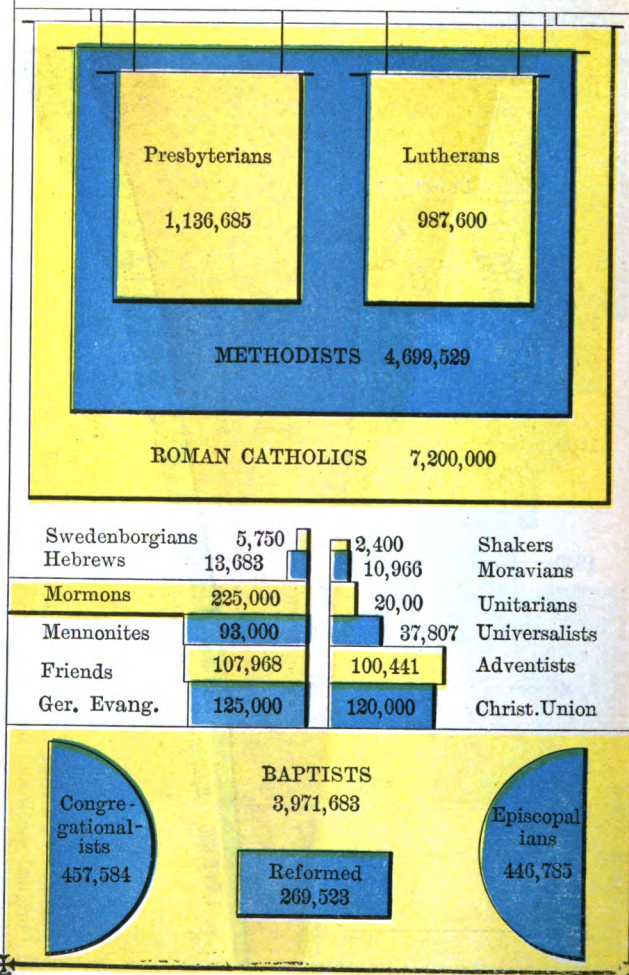 Presbyterians
1,136,685
Lutherans
987,600
METHODISTS 4,699,529
ROMAN CATHOLICS 7,200,000
Swedenborgians 5,750
2,400 Shakers
Hebrews 13,683
10,966 Moravians
Mormons 225,000
20,00 Unitarians
Mennonites 93,000
37,807 Universalists
Friends 107,968
100,441 Adventists
Ger. Evang. 125,000
120,000 Christ.Union
BAPTISTS
3,971,683
Congre-
gational-
ists
457,584
Reformed
269,523
Episcopal
ians
446,785